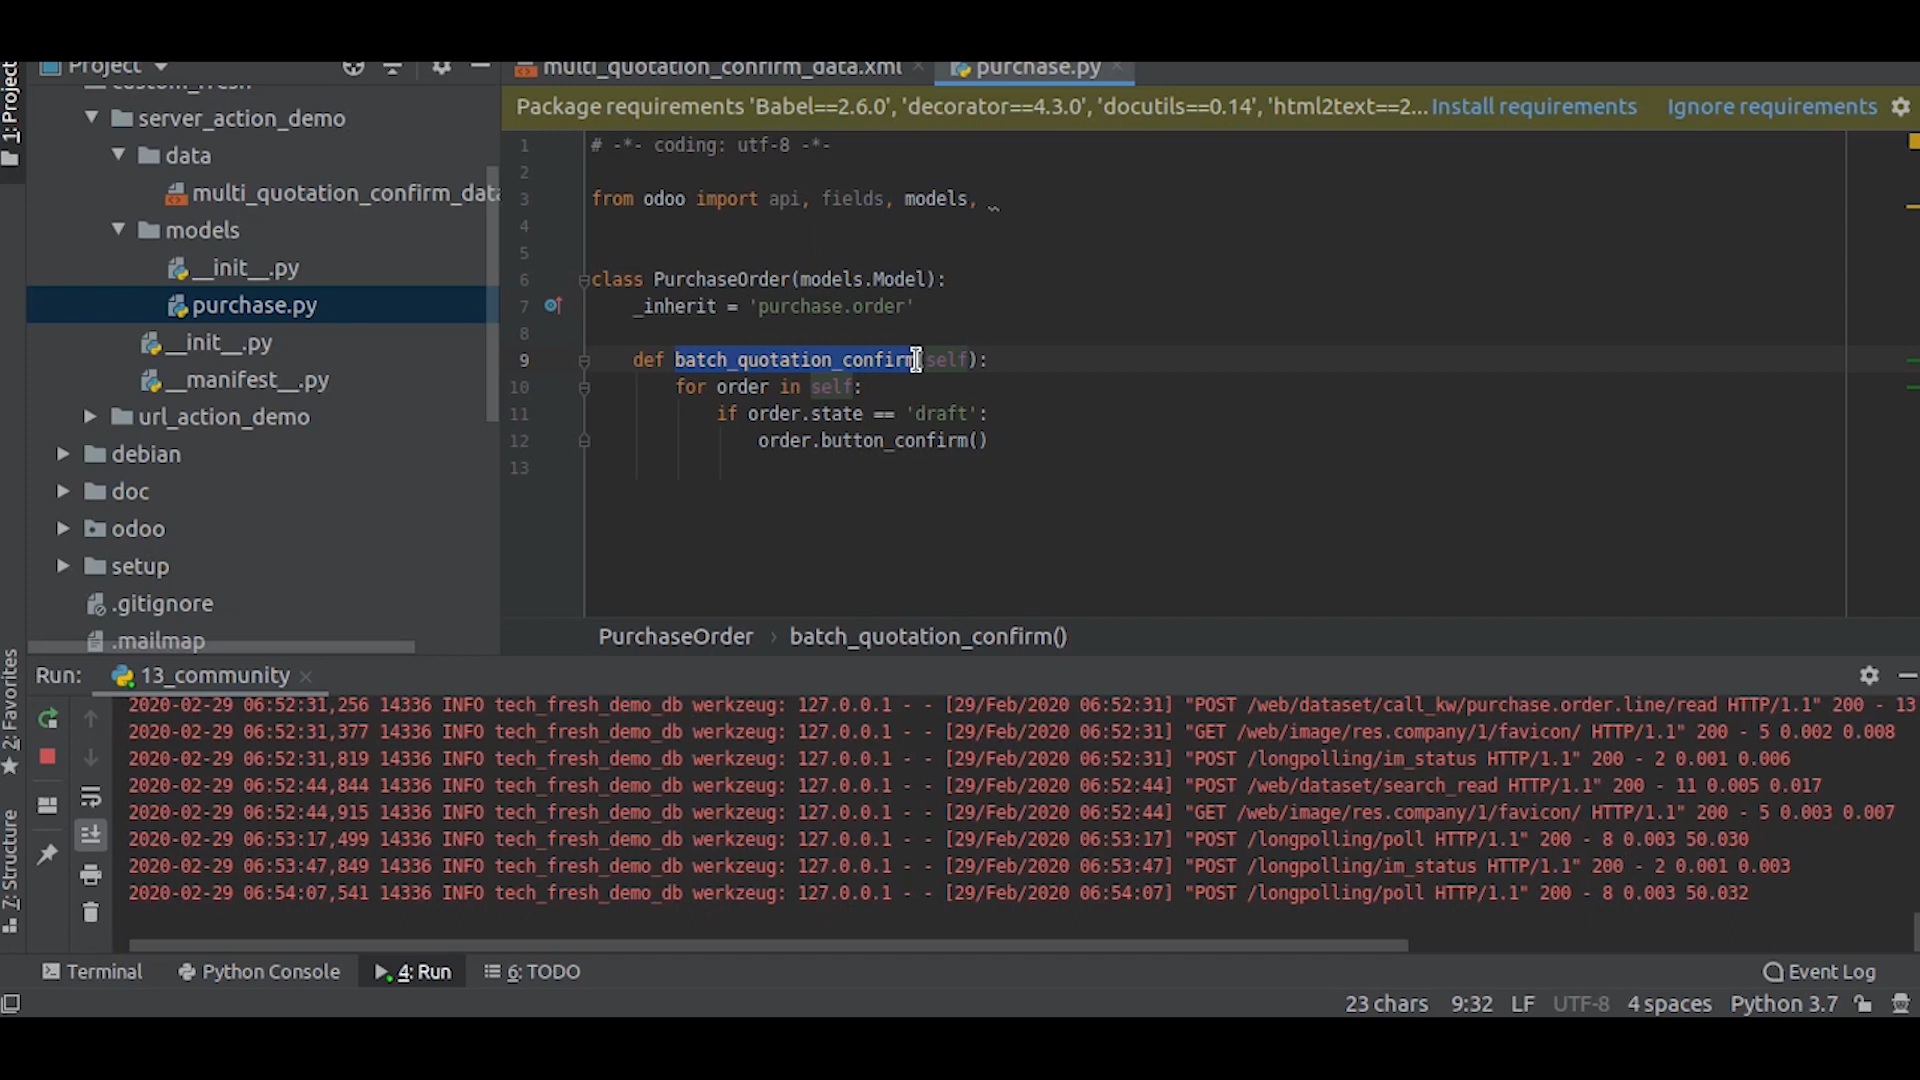 1: Project
Project
multi_quotation_confirm_data.xml
purchase.py
Package requirements 'Babel==2.6.0', 'decorator==4.3.0', 'docutils==0.14', 'html2text==2... Install requirements Ignore requirements
custom_fresh
server_action_demo
data
multi_quotation_confirm_data
models
__init__.py
purchase.py
__init__.py
__manifest__.py
url_action_demo
debian
doc
odoo
setup
.gitignore
.mailmap
1 # -*- coding: utf-8 -*-
2
3 from odoo import api, fields, models, _
4
5
6 class PurchaseOrder(models.Model):
7 _inherit = 'purchase.order'
8
9 def batch_quotation_confirm(self):
10 for order in self:
11 if order.state == 'draft':
12 order.button_confirm()
13
PurchaseOrder › batch_quotation_confirm()
2: Favorites
7: Structure
Run: 13_community
2020-02-29 06:52:31,256 14336 INFO tech_fresh_demo_db werkzeug: 127.0.0.1 - - [29/Feb/2020 06:52:31] "POST /web/dataset/call_kw/purchase.order.line/read HTTP/1.1" 200 - 13
2020-02-29 06:52:31,377 14336 INFO tech_fresh_demo_db werkzeug: 127.0.0.1 - - [29/Feb/2020 06:52:31] "GET /web/image/res.company/1/favicon/ HTTP/1.1" 200 - 5 0.002 0.008
2020-02-29 06:52:31,819 14336 INFO tech_fresh_demo_db werkzeug: 127.0.0.1 - - [29/Feb/2020 06:52:31] "POST /longpolling/im_status HTTP/1.1" 200 - 2 0.001 0.006
2020-02-29 06:52:44,844 14336 INFO tech_fresh_demo_db werkzeug: 127.0.0.1 - - [29/Feb/2020 06:52:44] "POST /web/dataset/search_read HTTP/1.1" 200 - 11 0.005 0.017
2020-02-29 06:52:44,915 14336 INFO tech_fresh_demo_db werkzeug: 127.0.0.1 - - [29/Feb/2020 06:52:44] "GET /web/image/res.company/1/favicon/ HTTP/1.1" 200 - 5 0.003 0.007
2020-02-29 06:53:17,499 14336 INFO tech_fresh_demo_db werkzeug: 127.0.0.1 - - [29/Feb/2020 06:53:17] "POST /longpolling/poll HTTP/1.1" 200 - 8 0.003 50.030
2020-02-29 06:53:47,849 14336 INFO tech_fresh_demo_db werkzeug: 127.0.0.1 - - [29/Feb/2020 06:53:47] "POST /longpolling/im_status HTTP/1.1" 200 - 2 0.001 0.003
2020-02-29 06:54:07,541 14336 INFO tech_fresh_demo_db werkzeug: 127.0.0.1 - - [29/Feb/2020 06:54:07] "POST /longpolling/poll HTTP/1.1" 200 - 8 0.003 50.032
Terminal Python Console 4: Run 6: TODO Event Log
23 chars 9:32 LF UTF-8 4 spaces Python 3.7